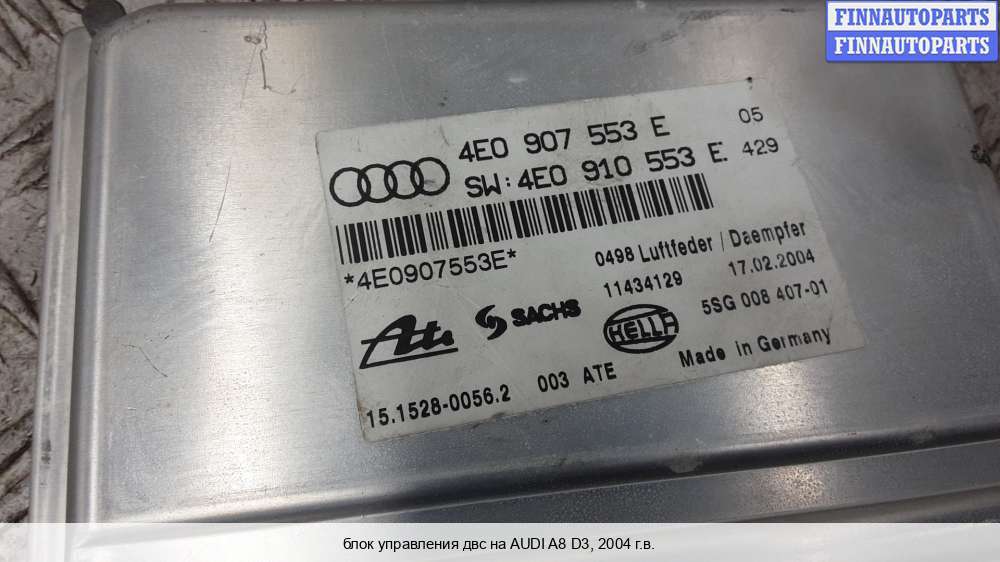 FINNAUTOPARTS
FINNAUTOPARTS
4E0 907 553 E 05
SW: 4E0 910 553 E. 429
*4E0907553E*
0498 Luftfeder / Daempfer
11434129 17.02.2004
Ate SACHS HELLA 5SG 008 407-01
15.1528-0056.2 003 ATE Made in Germany
блок управления двс на AUDI A8 D3, 2004 г.в.